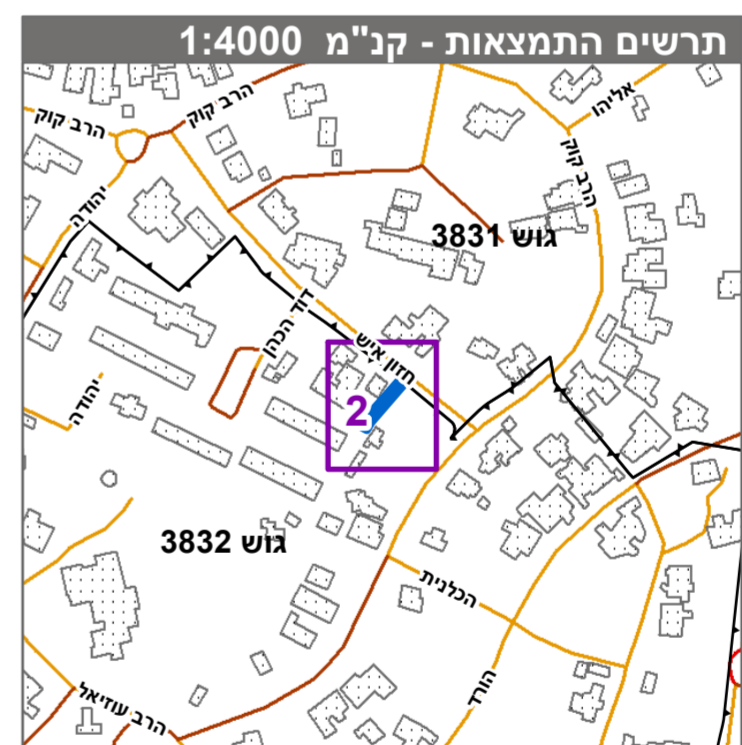 תרשים התמצאות - קנ"מ 1:4000
הרב קוק
הרב קוק
אליהו
הרב קוק
יהודה
גוש 3831
דוד הכהן
חזון איש
יהודה
2
גוש 3832
הכלנית
הורד
הרב עוזיאל